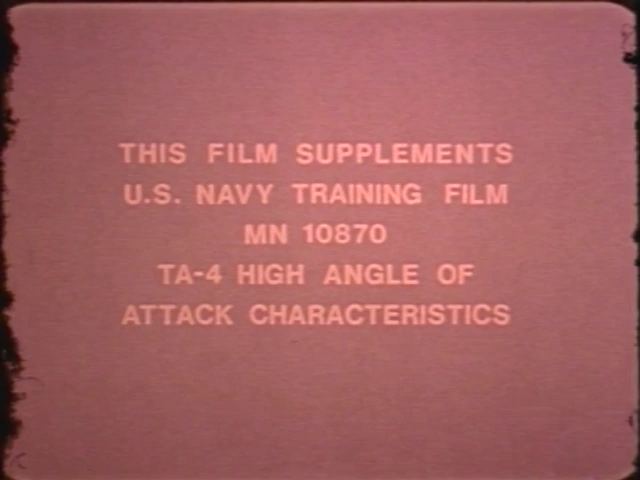 THIS FILM SUPPLEMENTS
U.S. NAVY TRAINING FILM
MN 10870
TA-4 HIGH ANGLE OF
ATTACK CHARACTERISTICS